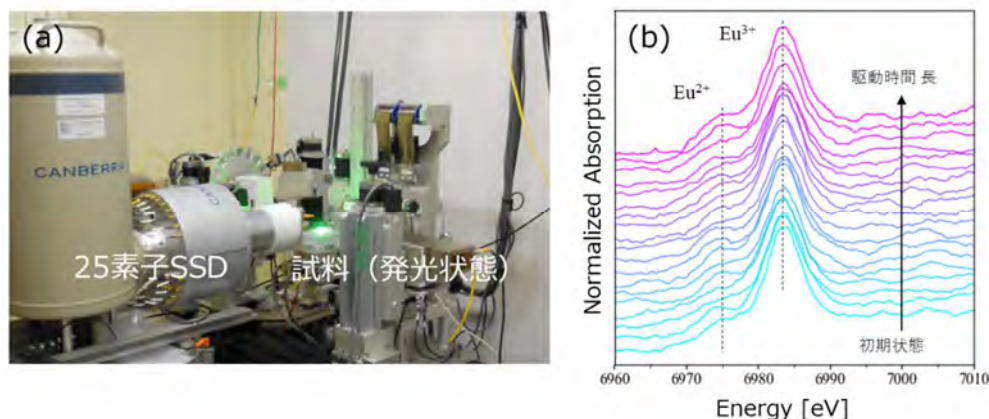 (a)
CANBERRA
25素子SSD
試料（発光状態）
(b)
Eu³⁺
Eu²⁺
駆動時間 長
初期状態
Normalized Absorption
6960 6970 6980 6990 7000 7010
Energy [eV]